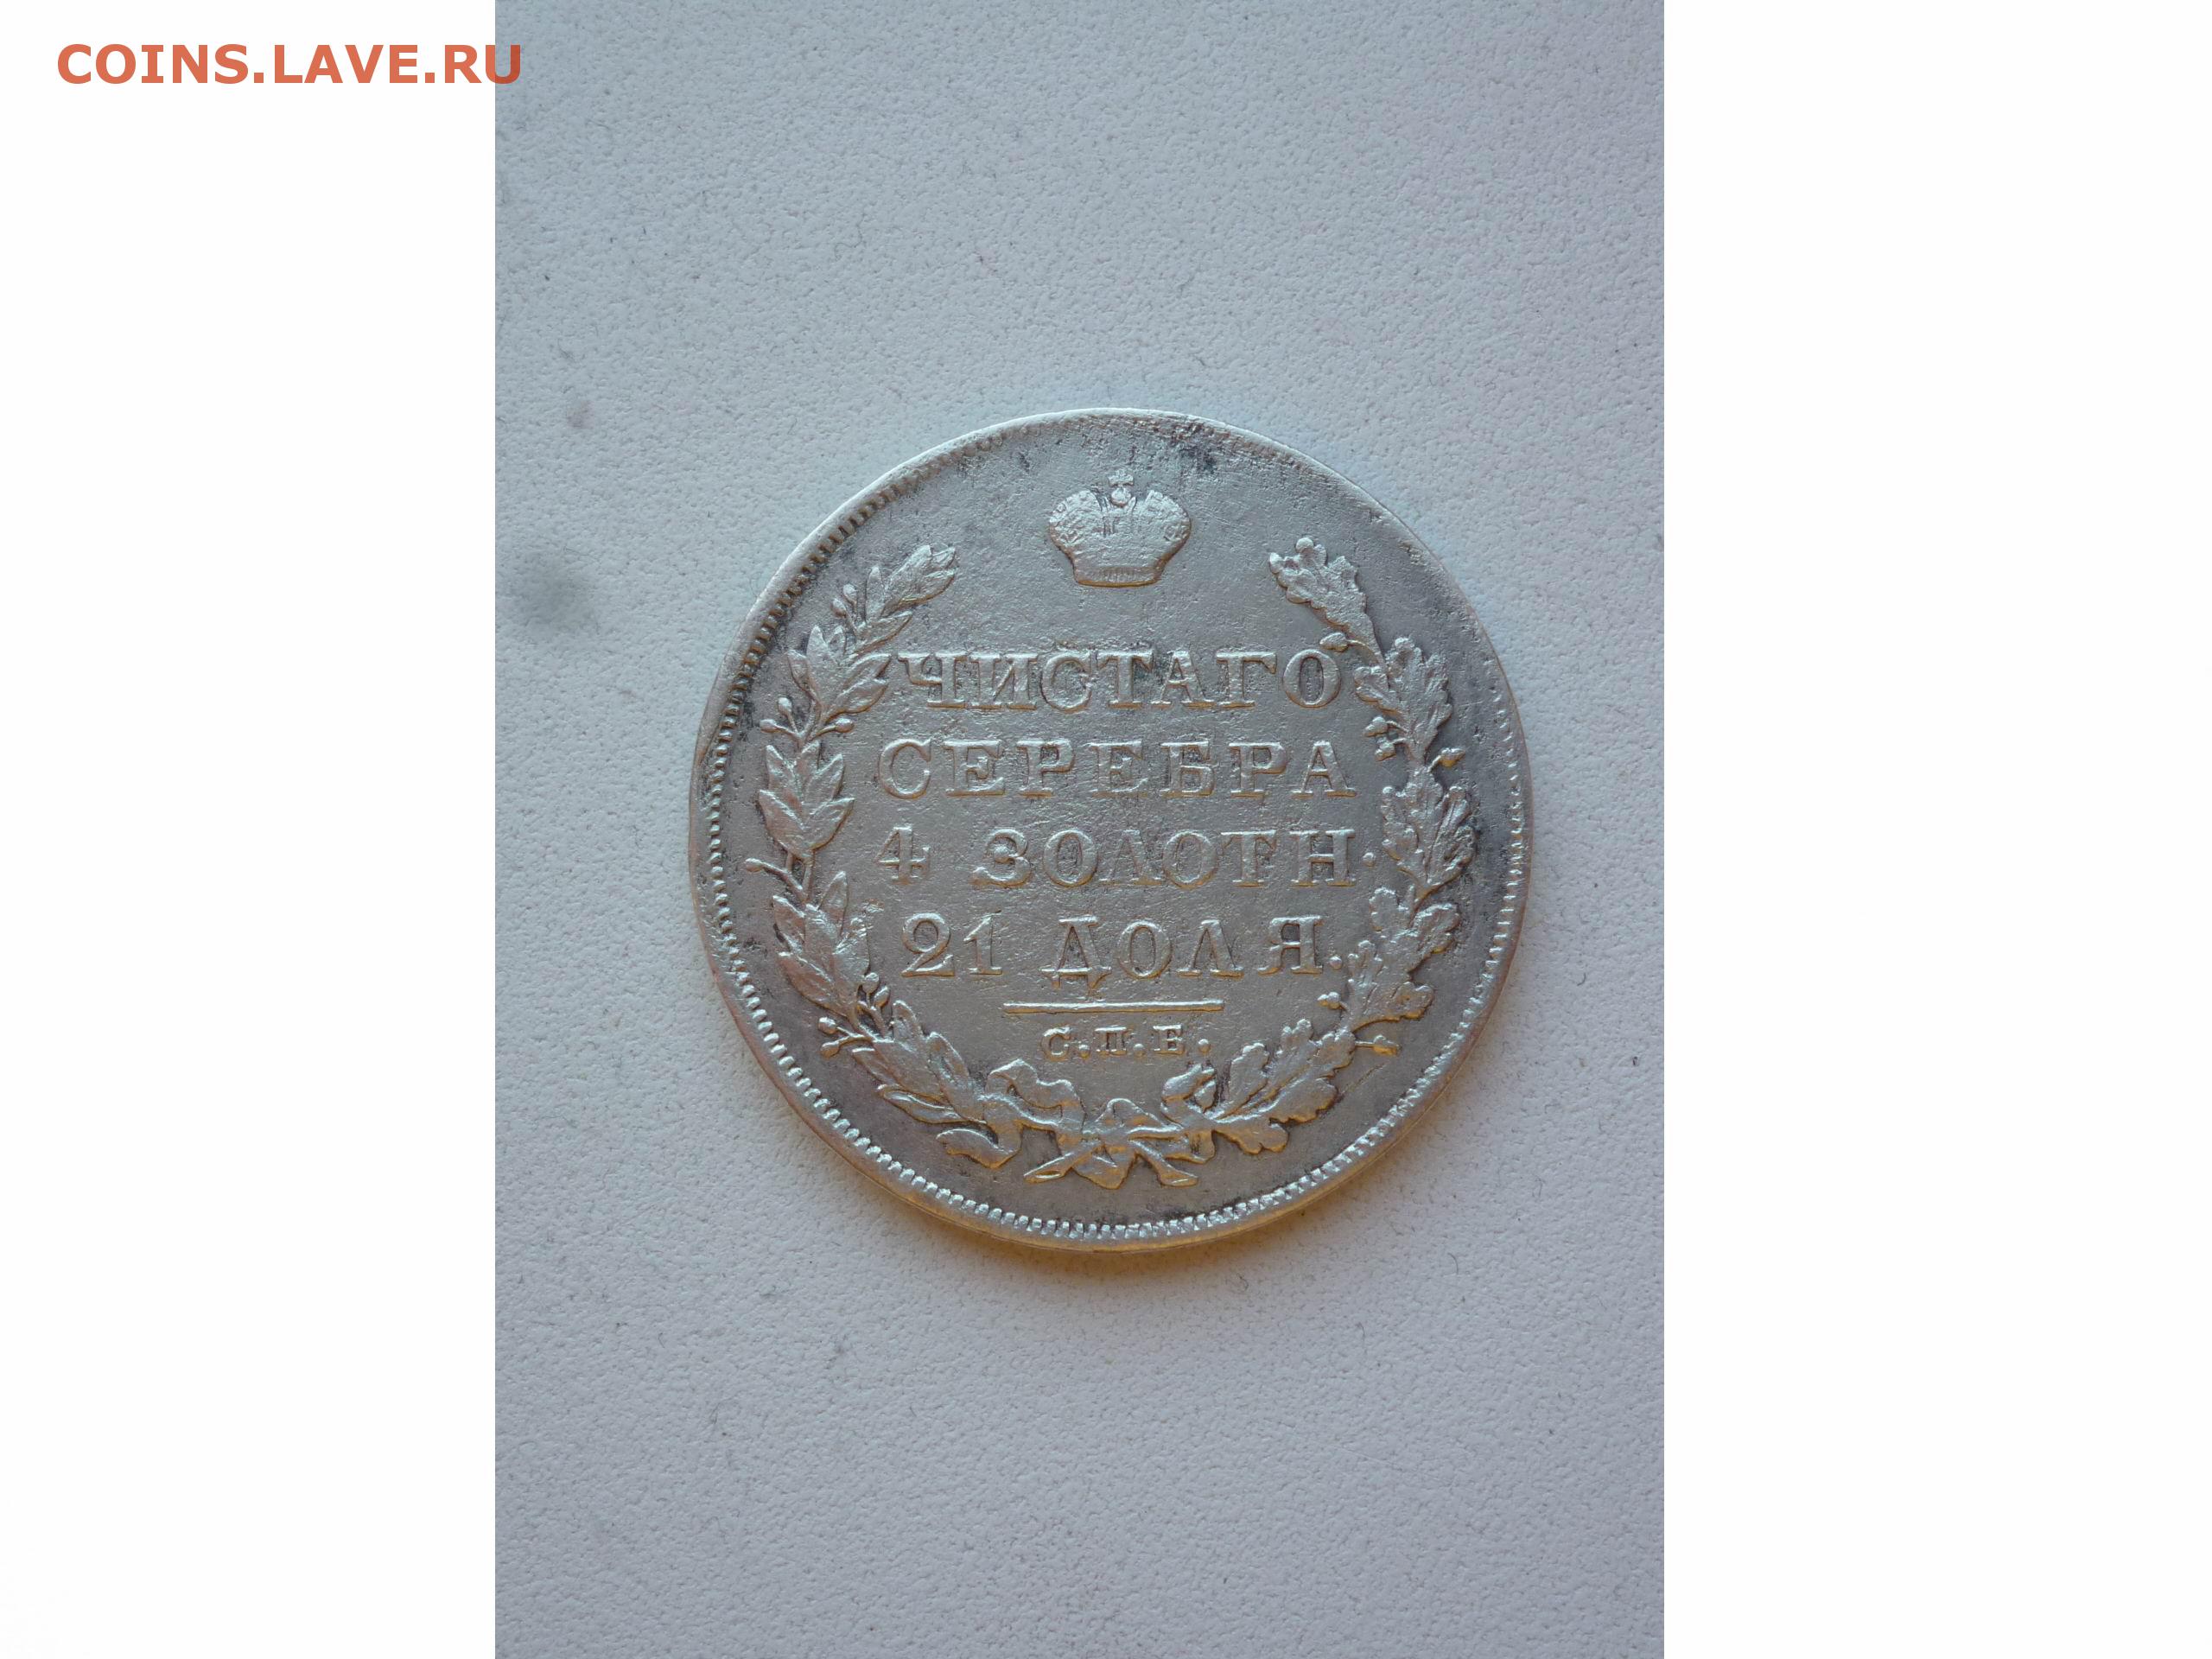 COINS.LAVE.RU
ЧИСТАГО
СЕРЕБРА
4 ЗОЛОТН.
21 ДОЛЯ.
С.П.Б.